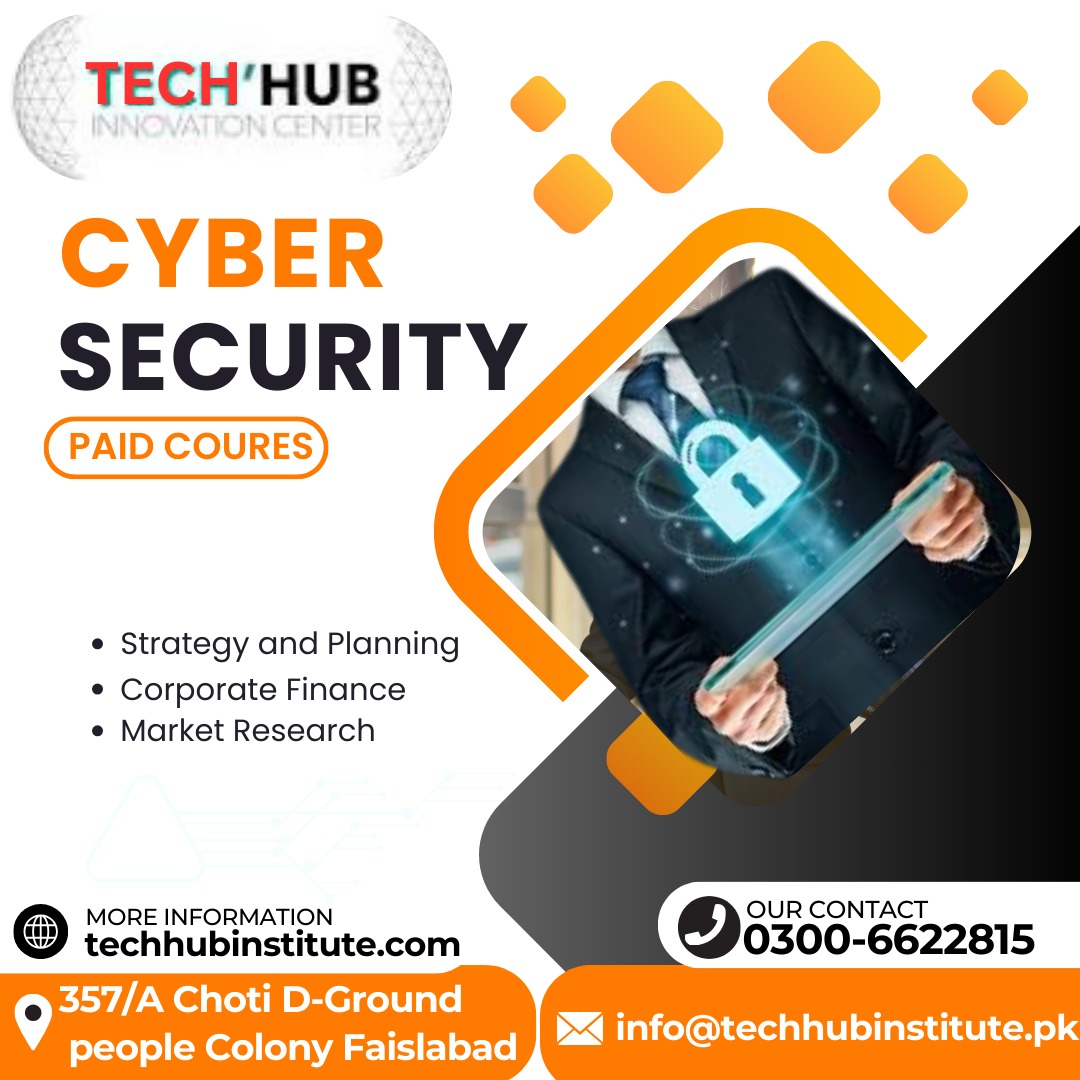 TECH'HUB
INNOVATION CENTER
CYBER
SECURITY
PAID COURES
• Strategy and Planning
• Corporate Finance
• Market Research
MORE INFORMATION
techhubinstitute.com
OUR CONTACT
0300-6622815
357/A Choti D-Ground
people Colony Faislabad
info@techhubinstitute.pk